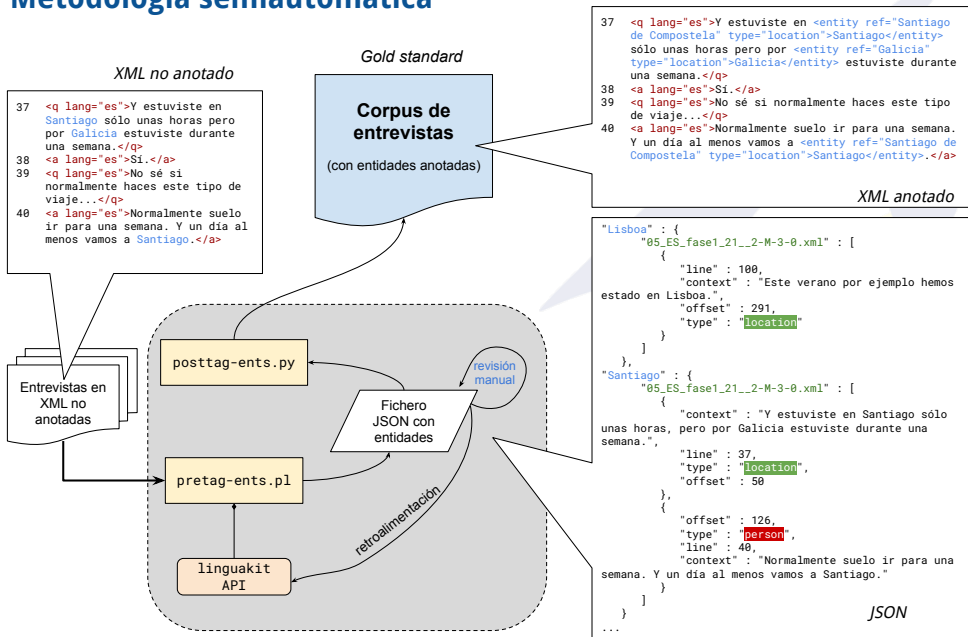 Metodología semiautomática
XML no anotado
37 <q lang="es">Y estuviste en
Santiago sólo unas horas pero
por Galicia estuviste durante
una semana.</q>
38 <a lang="es">Sí.</a>
39 <q lang="es">No sé si
normalmente haces este tipo de
viaje...</q>
40 <a lang="es">Normalmente suelo
ir para una semana. Y un día al
menos vamos a Santiago.</a>
Gold standard
Corpus de
entrevistas
(con entidades anotadas)
37 <q lang="es">Y estuviste en <entity ref="Santiago
de Compostela" type="location">Santiago</entity>
sólo unas horas pero por <entity ref="Galicia"
type="location">Galicia</entity> estuviste durante
una semana.</q>
38 <a lang="es">Sí.</a>
39 <q lang="es">No sé si normalmente haces este tipo
de viaje...</q>
40 <a lang="es">Normalmente suelo ir para una semana.
Y un día al menos vamos a <entity ref="Santiago de
Compostela" type="location">Santiago</entity>.</a>
XML anotado
Entrevistas en
XML no
anotadas
posttag-ents.py
pretag-ents.pl
linguakit
API
Fichero
JSON con
entidades
revisión
manual
retroalimentación
"Lisboa" : {
"05_ES_fase1_21__2-M-3-0.xml" : [
{
"line" : 100,
"context" : "Este verano por ejemplo hemos
estado en Lisboa.",
"offset" : 291,
"type" : "location"
}
]
},
"Santiago" : {
"05_ES_fase1_21__2-M-3-0.xml" : [
{
"context" : "Y estuviste en Santiago sólo
unas horas, pero por Galicia estuviste durante una
semana.",
"line" : 37,
"type" : "location",
"offset" : 50
},
{
"offset" : 126,
"type" : "person",
"line" : 40,
"context" : "Normalmente suelo ir para una
semana. Y un día al menos vamos a Santiago."
}
]
}
...
JSON